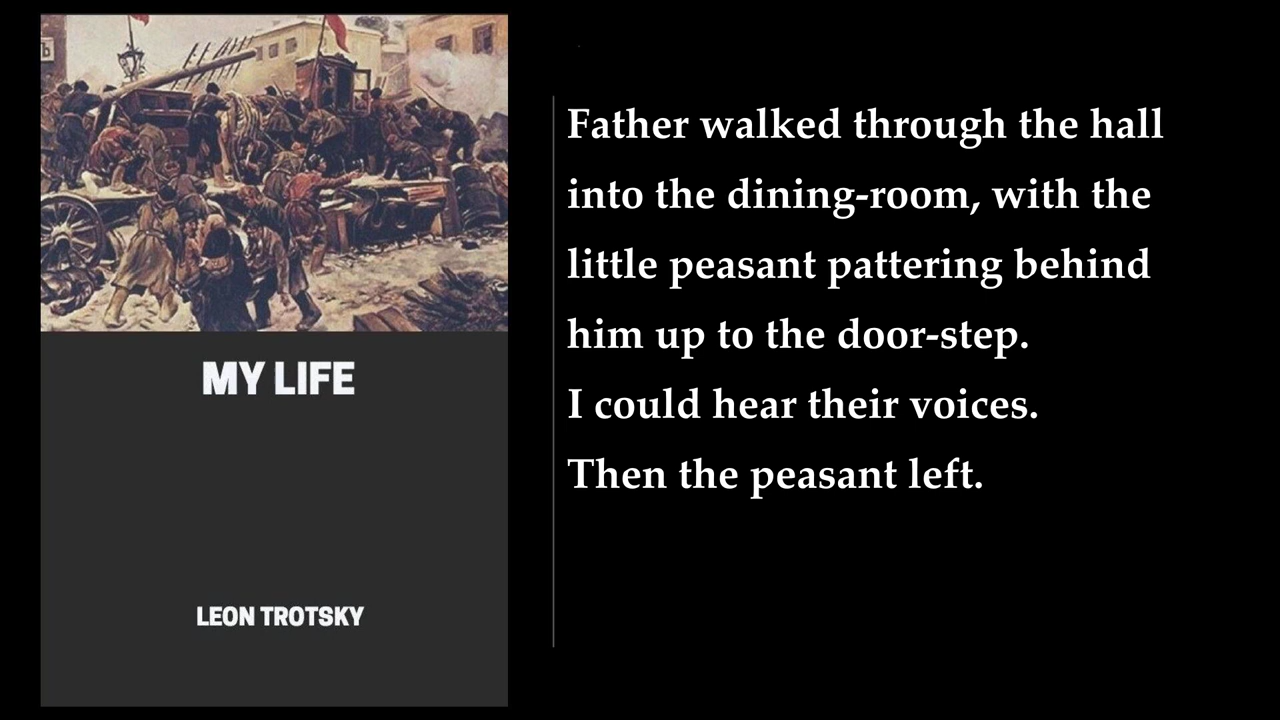 MY LIFE
LEON TROTSKY
Father walked through the hall
into the dining-room, with the
little peasant pattering behind
him up to the door-step.
I could hear their voices.
Then the peasant left.